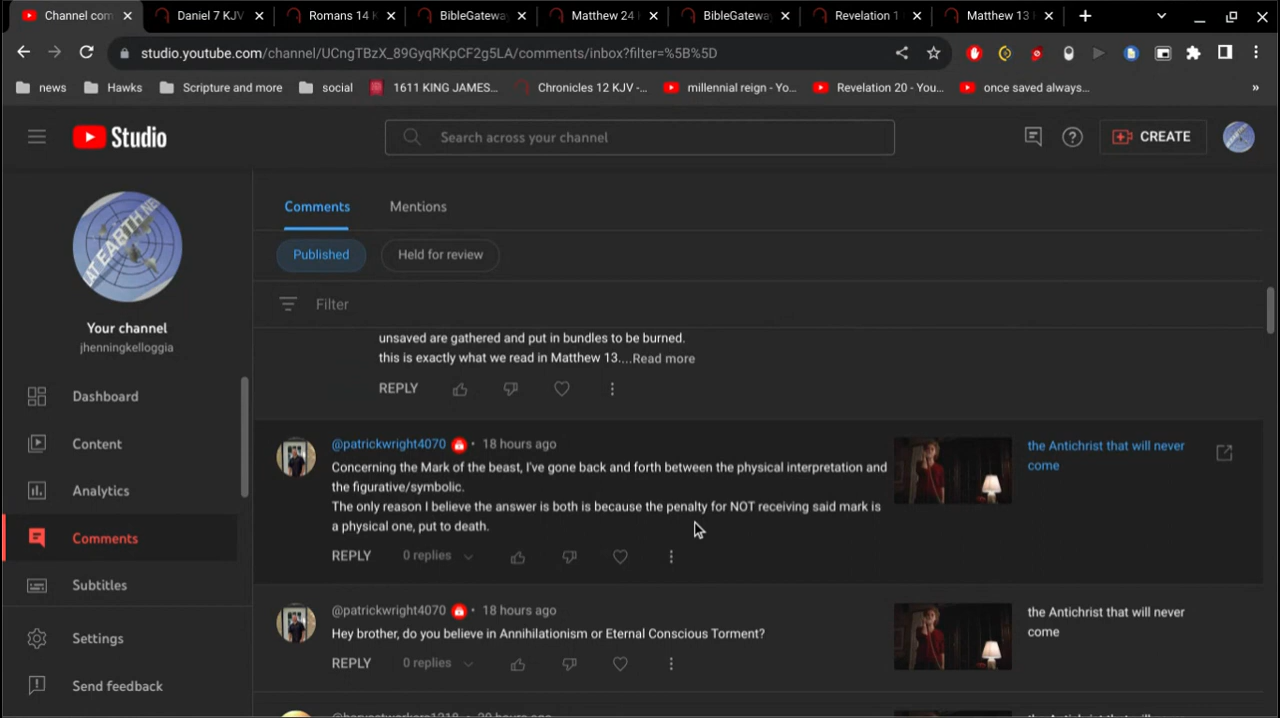 Channel com
Daniel 7 KJV
Romans 14 K
BibleGatewa
Matthew 24
BibleGatewa
Revelation 1
Matthew 13
studio.youtube.com/channel/UCngTBzX_89GyqRKpCF2g5LA/comments/inbox?filter=%5B%5D
news
Hawks
Scripture and more
social
1611 KING JAMES...
Chronicles 12 KJV -...
millennial reign - Yo...
Revelation 20 - You...
once saved always...
Studio
Search across your channel
CREATE
Your channel
jhenningkelloggia
Dashboard
Content
Analytics
Comments
Subtitles
Settings
Send feedback
Comments
Mentions
Published
Held for review
Filter
unsaved are gathered and put in bundles to be burned.
this is exactly what we read in Matthew 13....Read more
REPLY
@patrickwright4070 • 18 hours ago
Concerning the Mark of the beast, I've gone back and forth between the physical interpretation and
the figurative/symbolic.
The only reason I believe the answer is both is because the penalty for NOT receiving said mark is
a physical one, put to death.
REPLY 0 replies
the Antichrist that will never
come
@patrickwright4070 • 18 hours ago
Hey brother, do you believe in Annihilationism or Eternal Conscious Torment?
REPLY 0 replies
the Antichrist that will never
come